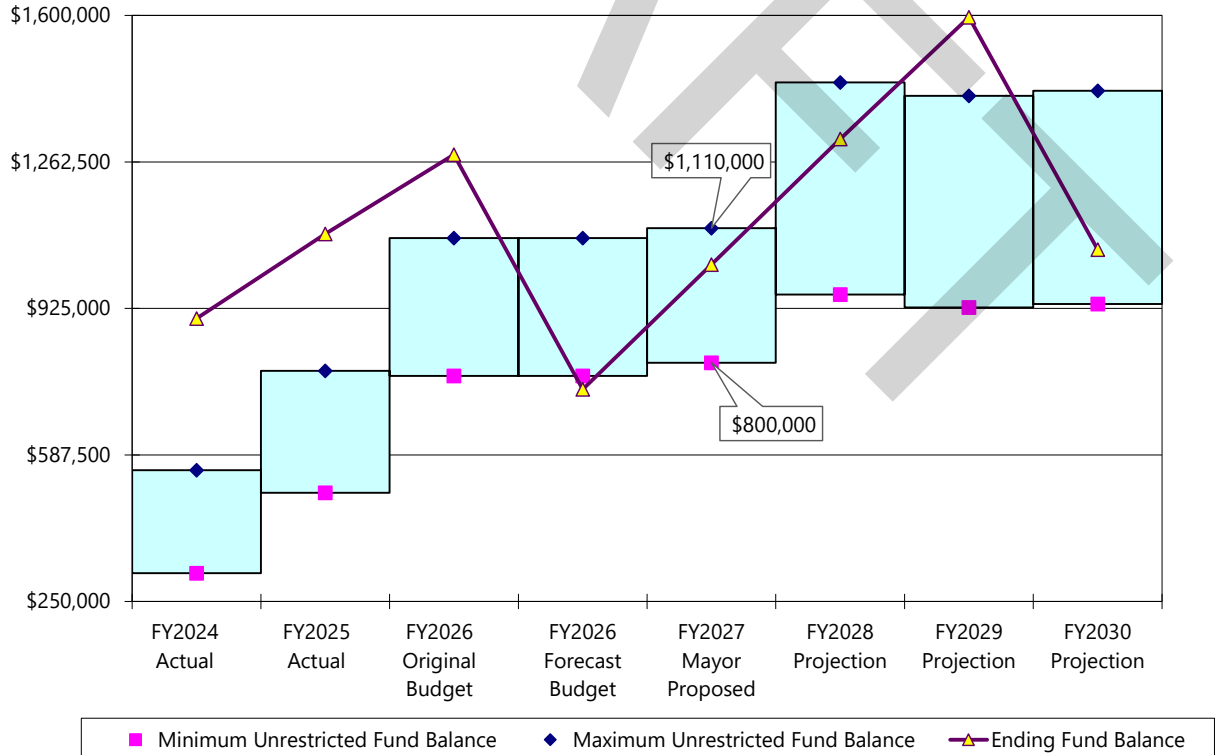 $1,600,000
$1,262,500
$925,000
$587,500
$250,000
$1,110,000
$800,000
FY2024
Actual
FY2025
Actual
FY2026
Original
Budget
FY2026
Forecast
Budget
FY2027
Mayor
Proposed
FY2028
Projection
FY2029
Projection
FY2030
Projection
Minimum Unrestricted Fund Balance
Maximum Unrestricted Fund Balance
Ending Fund Balance